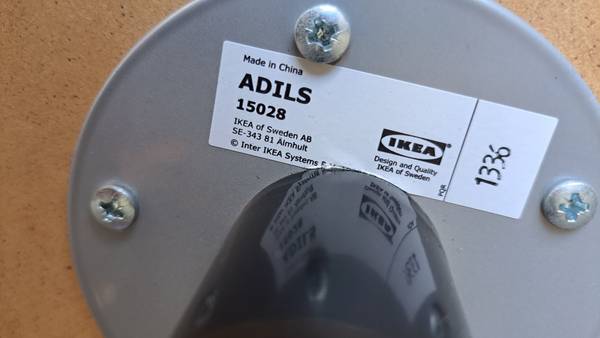 Made in China
ADILS
15028
IKEA of Sweden AB
SE-343 81 Älmhult
© Inter IKEA Systems B
IKEA
Design and Quality
IKEA of Sweden
PQR
1336